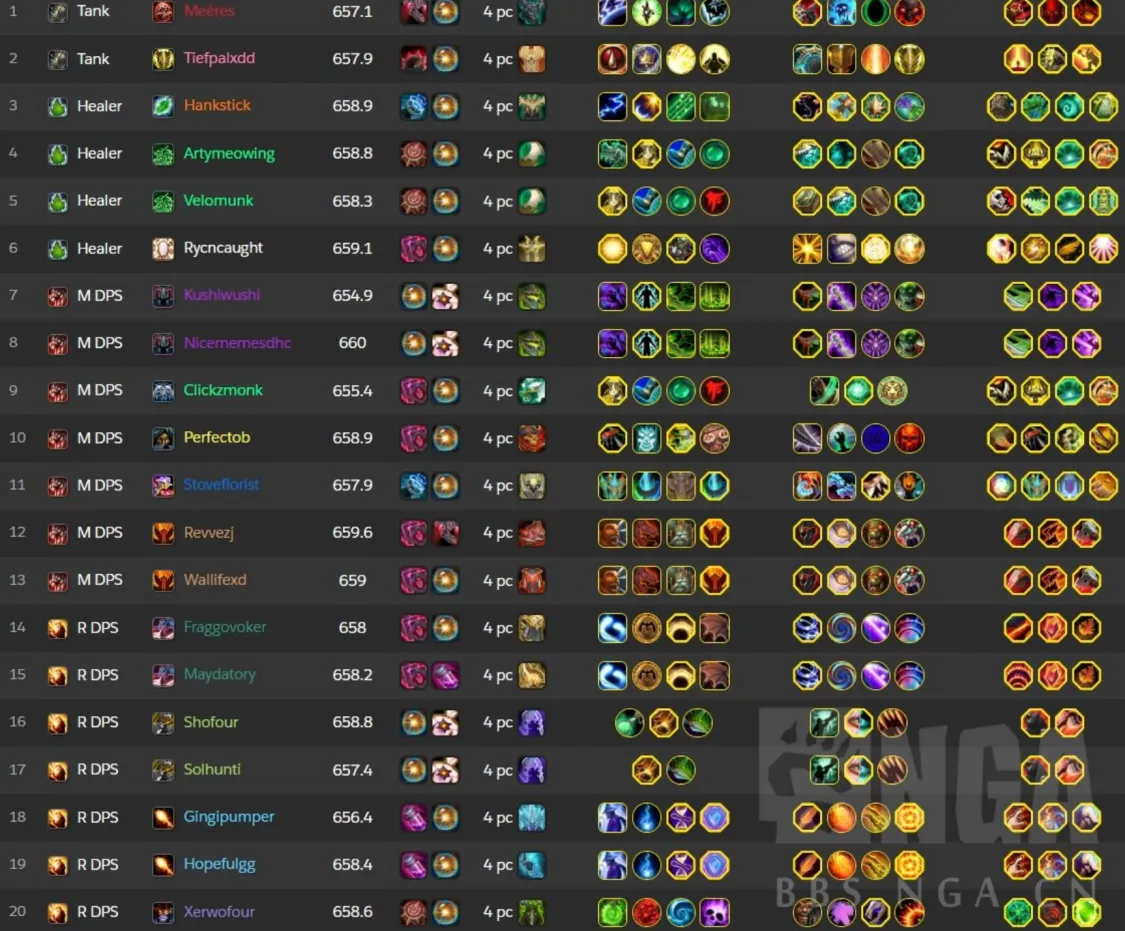 1 Tank Meéres 657.1 4 pc
2 Tank Tiefpalxdd 657.9 4 pc
3 Healer Hankstick 658.9 4 pc
4 Healer Artymeowing 658.8 4 pc
5 Healer Velomunk 658.3 4 pc
6 Healer Rycncaught 659.1 4 pc
7 M DPS Kushiwushi 654.9 4 pc
8 M DPS Nicememesdhc 660 4 pc
9 M DPS Clickzmonk 655.4 4 pc
10 M DPS Perfectob 658.9 4 pc
11 M DPS Stoveflorist 657.9 4 pc
12 M DPS Revvezj 659.6 4 pc
13 M DPS Wallifexd 659 4 pc
14 R DPS Fraggovoker 658 4 pc
15 R DPS Maydatory 658.2 4 pc
16 R DPS Shofour 658.8 4 pc
17 R DPS Solhunti 657.4 4 pc
18 R DPS Gingipumper 656.4 4 pc
19 R DPS Hopefulgg 658.4 4 pc
20 R DPS Xerwofour 658.6 4 pc
NGA
BBS.NGA.CN